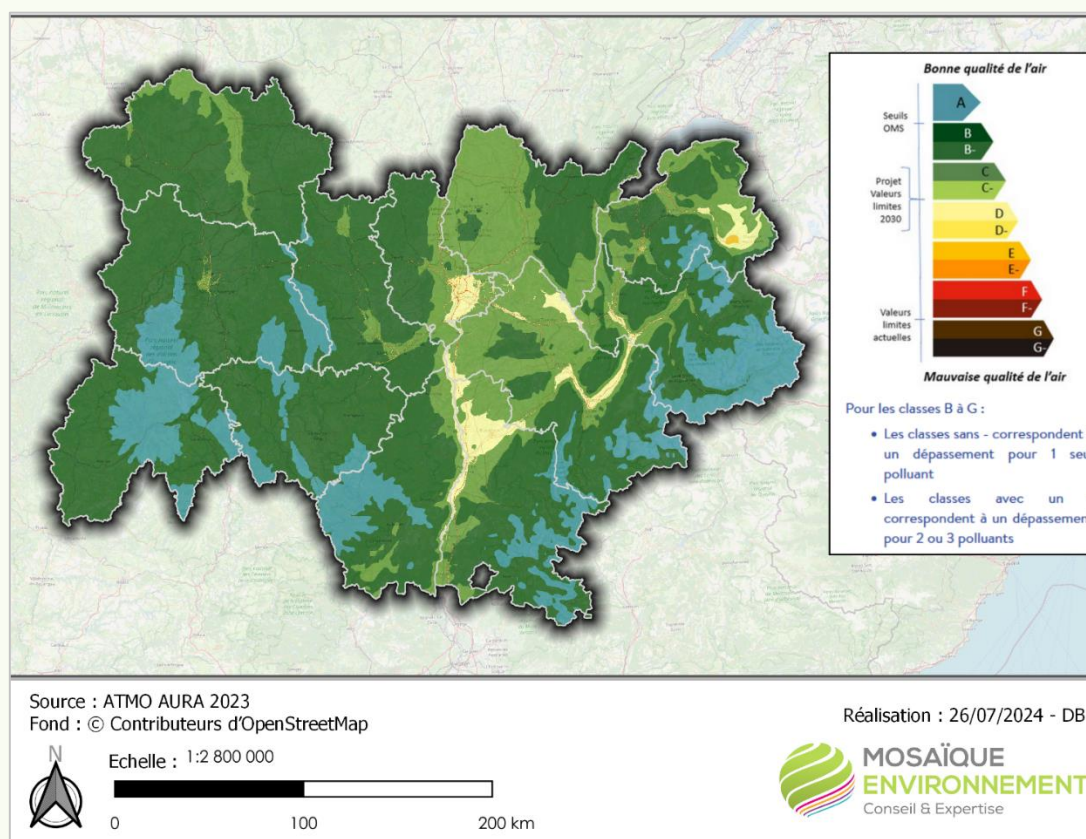 Bonne qualité de l'air
Seuils
OMS
A
B
B-
Projet
Valeurs
limites
2030
C
C-
D
D-
E
E-
F
F-
Valeurs
limites
actuelles
G
G-
Mauvaise qualité de l'air
Pour les classes B à G :
• Les classes sans - correspondent
un dépassement pour 1 seu
polluant
• Les classes avec un
correspondent à un dépassemen
pour 2 ou 3 polluants
Source : ATMO AURA 2023
Fond : © Contributeurs d'OpenStreetMap
Réalisation : 26/07/2024 - DB
N
Echelle : 1:2 800 000
0 100 200 km
MOSAÏQUE
ENVIRONNEMENT
Conseil & Expertise